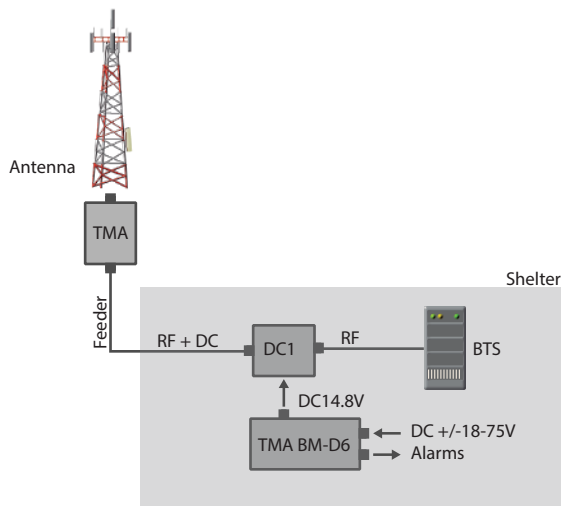 Antenna
TMA
Shelter
Feeder
RF + DC
DC1
RF
BTS
DC14.8V
TMA BM-D6
DC +/-18-75V
Alarms